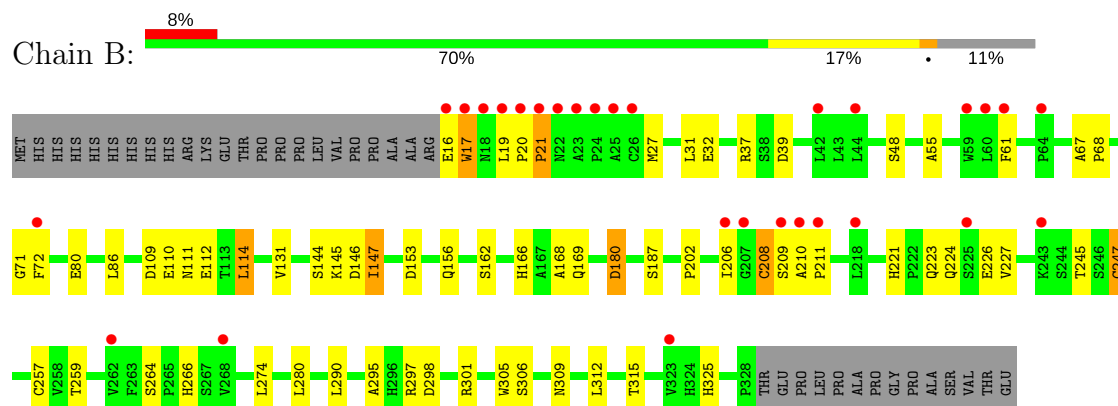 Chain B:
8%
70% 17% • 11%
MET HIS HIS HIS HIS HIS HIS HIS HIS ARG LYS GLU THR PRO PRO PRO LEU VAL PRO PRO ALA ALA ARG E16 W17 N18 L19 P20 P21 N22 A23 P24 A25 C26 M27 L31 E32 R37 S38 D39 L42 L43 L44 S48 A55 W59 L60 F61 P64 A67 P68
G71 F72 E80 L86 D109 E110 N111 E112 T113 L114 V131 S144 K145 D146 I147 D153 Q156 S162 H166 A167 A168 Q169 D180 S187 P202 I206 G207 C208 S209 A210 P211 L218 H221 P222 Q223 Q224 S225 E226 V227 K243 S244 T245 S246 C247
C257 V258 T259 V262 F263 S264 P265 H266 S267 V268 L274 L280 L290 A295 H296 R297 D298 R301 W305 S306 N309 L312 T315 V323 H324 H325 P328 THR GLU PRO LEU PRO ALA PRO GLY PRO ALA SER VAL THR GLU